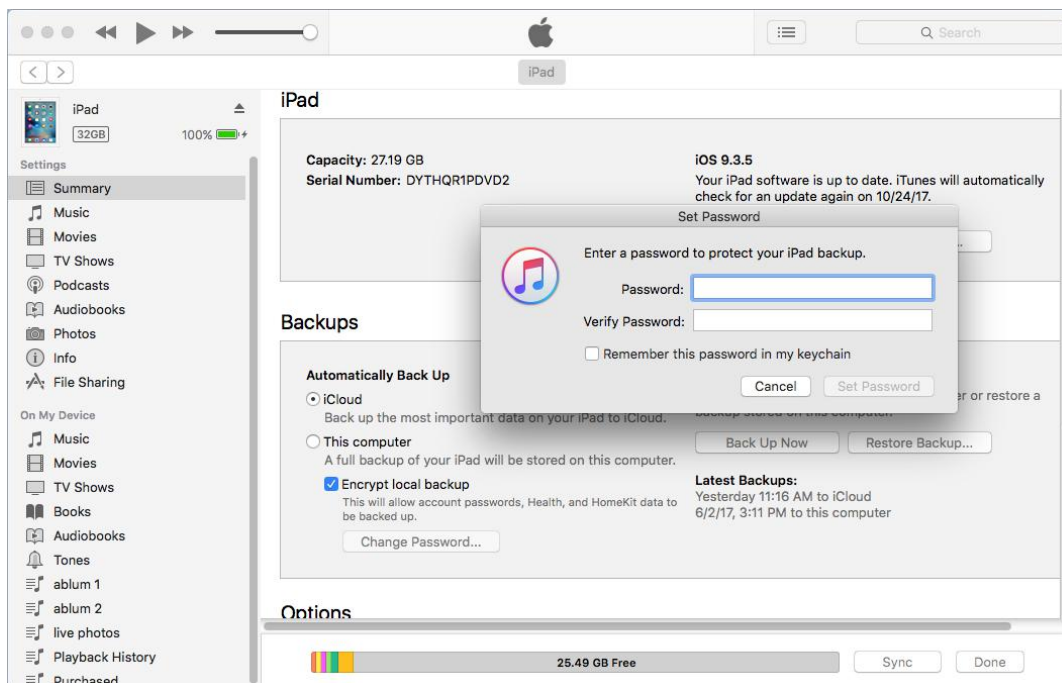 Search
iPad
iPad
32GB
100%
Settings
Summary
Music
Movies
TV Shows
Podcasts
Audiobooks
Photos
Info
File Sharing
On My Device
Music
Movies
TV Shows
Books
Audiobooks
Tones
ablum 1
ablum 2
live photos
Playback History
Purchased
iPad
Capacity: 27.19 GB
Serial Number: DYTHQR1PDVD2
iOS 9.3.5
Your iPad software is up to date. iTunes will automatically
check for an update again on 10/24/17.
Set Password
Enter a password to protect your iPad backup.
Password:
Verify Password:
Remember this password in my keychain
Cancel
Set Password
Backups
Automatically Back Up
iCloud
Back up the most important data on your iPad to iCloud.
This computer
A full backup of your iPad will be stored on this computer.
Encrypt local backup
This will allow account passwords, Health, and HomeKit data to
be backed up.
Change Password...
or restore a
backup stored on this computer.
Back Up Now
Restore Backup...
Latest Backups:
Yesterday 11:16 AM to iCloud
6/2/17, 3:11 PM to this computer
Options
25.49 GB Free
Sync
Done